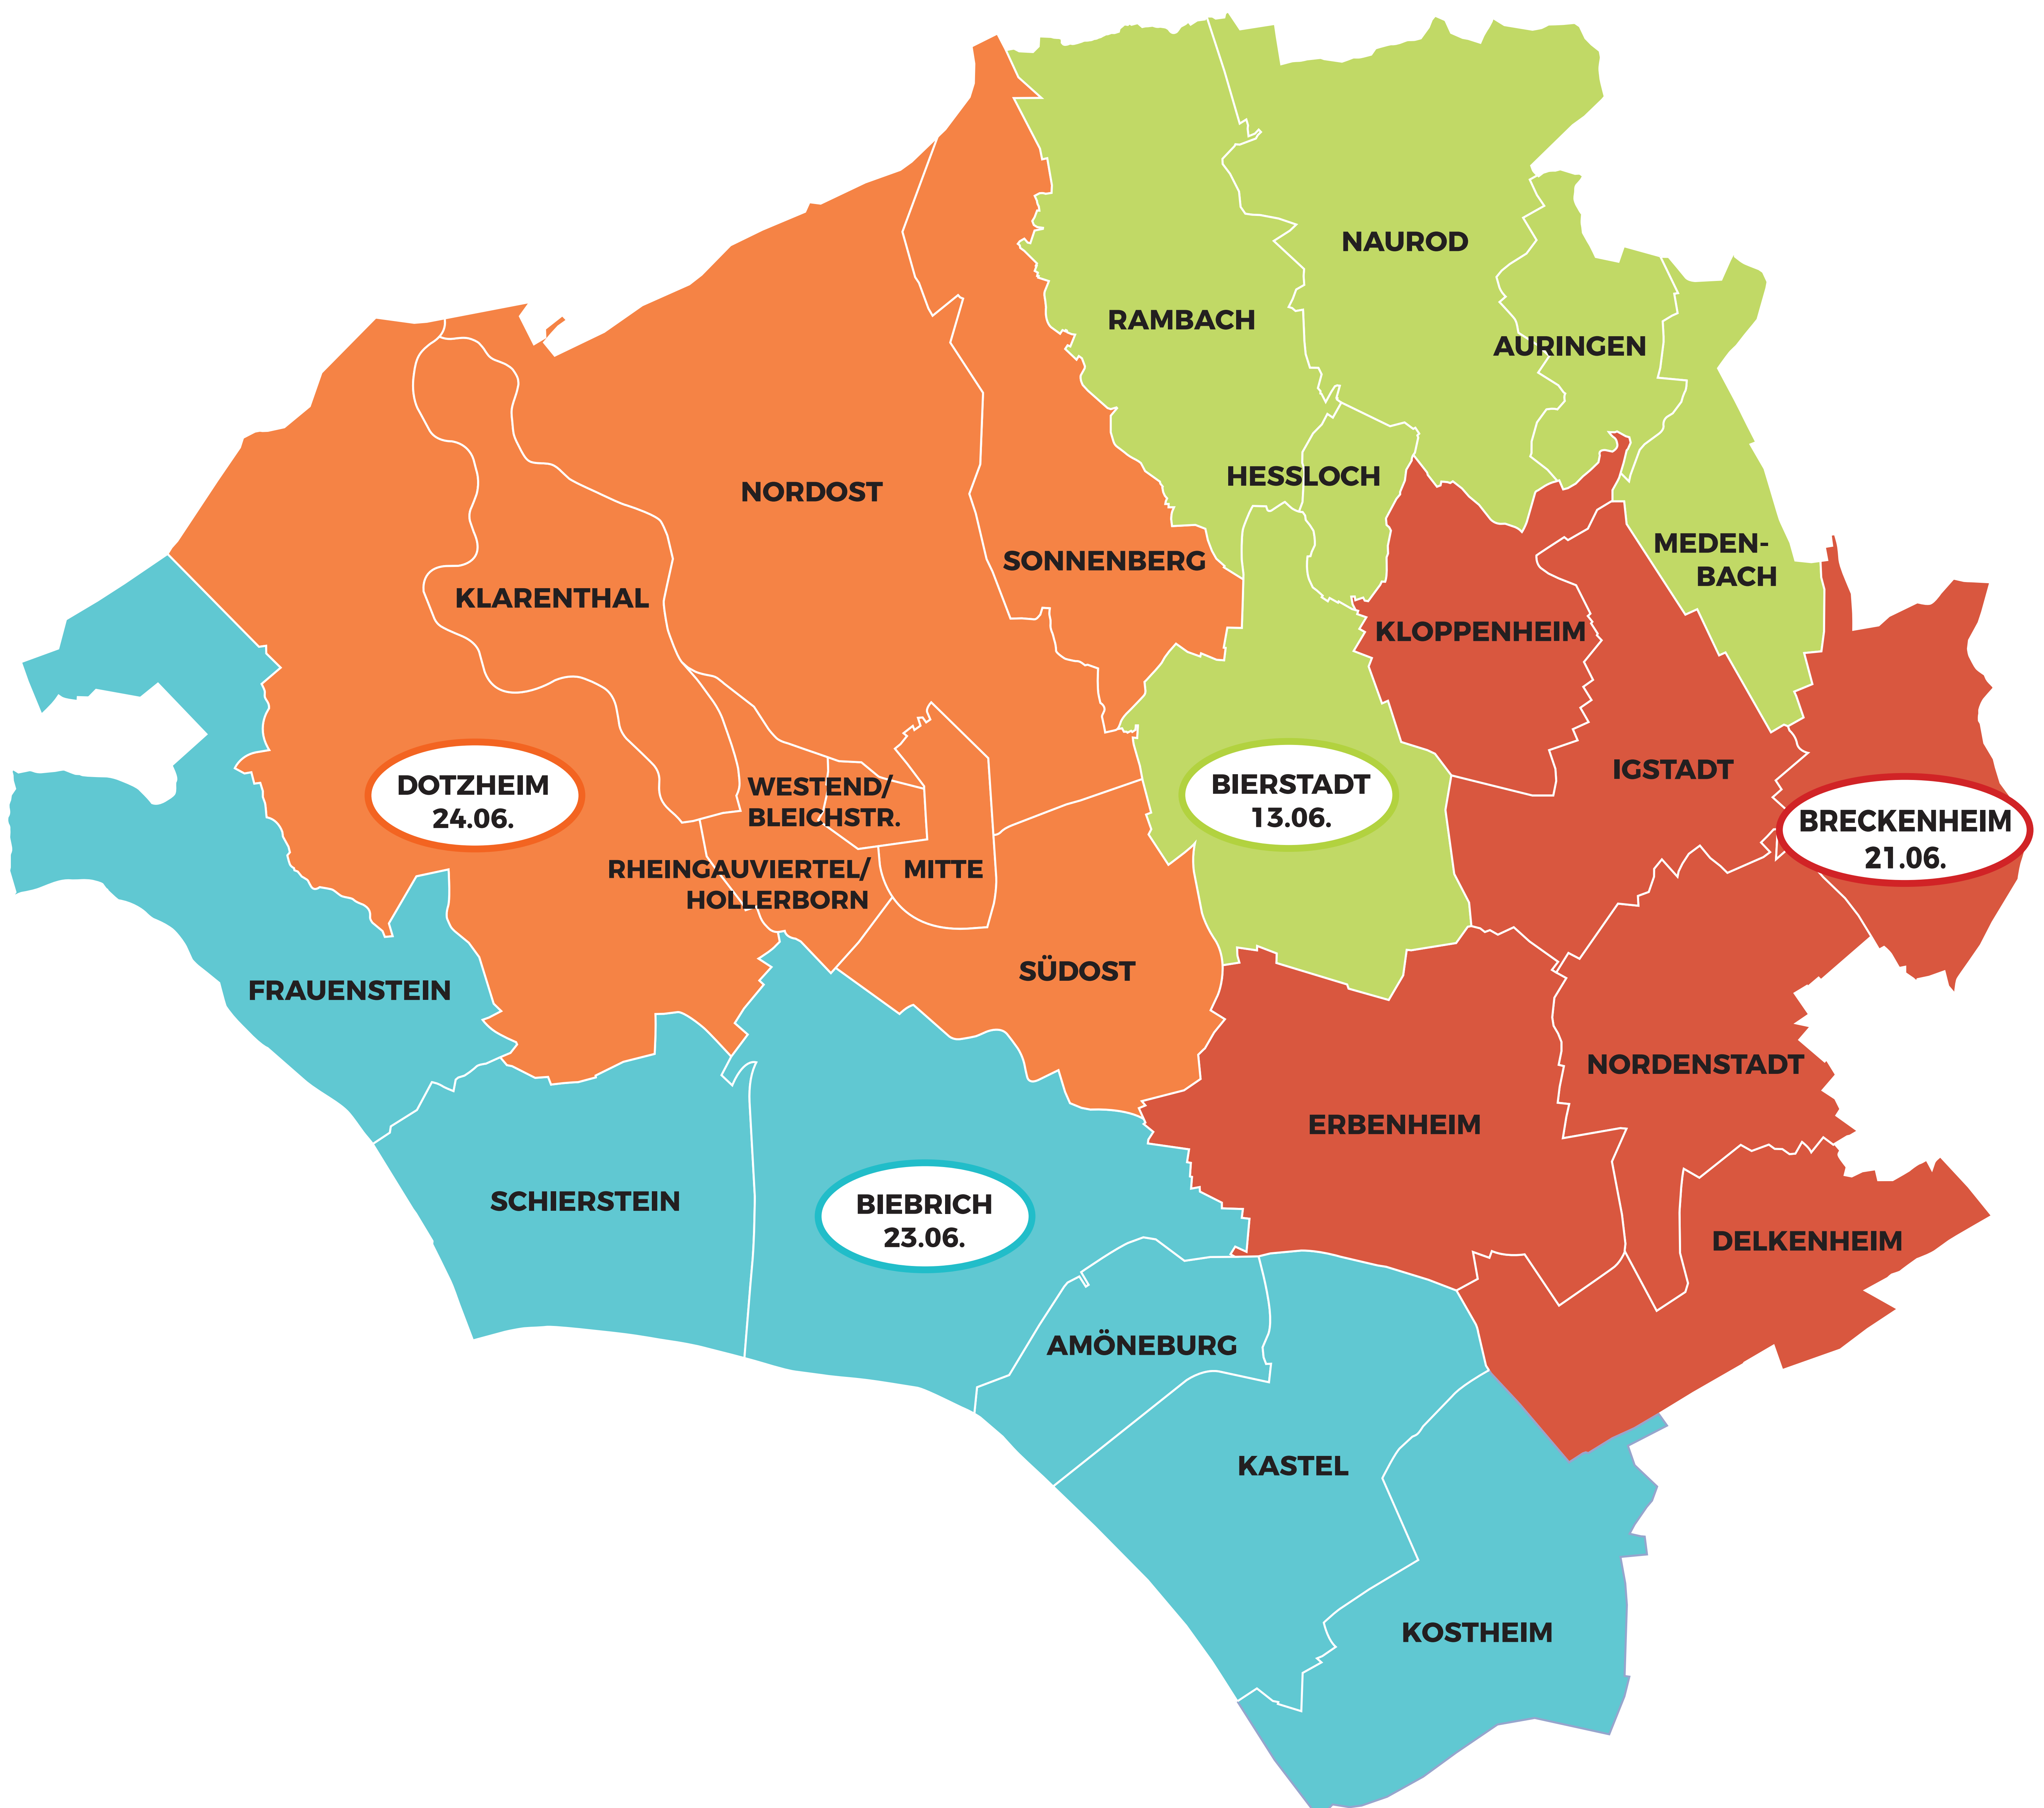 NAUROD
RAMBACH
AURINGEN
HESSLOCH
NORDOST
SONNENBERG
MEDEN-
BACH
KLARENTHAL
KLOPPENHEIM
IGSTADT
DOTZHEIM
24.06.
WESTEND/
BLEICHSTR.
BIERSTADT
13.06.
BRECKENHEIM
21.06.
RHEINGAUVIERTEL/
HOLLERBORN
MITTE
SÜDOST
FRAUENSTEIN
NORDENSTADT
ERBENHEIM
SCHIERSTEIN
BIEBRICH
23.06.
DELKENHEIM
AMÖNEBURG
KASTEL
KOSTHEIM